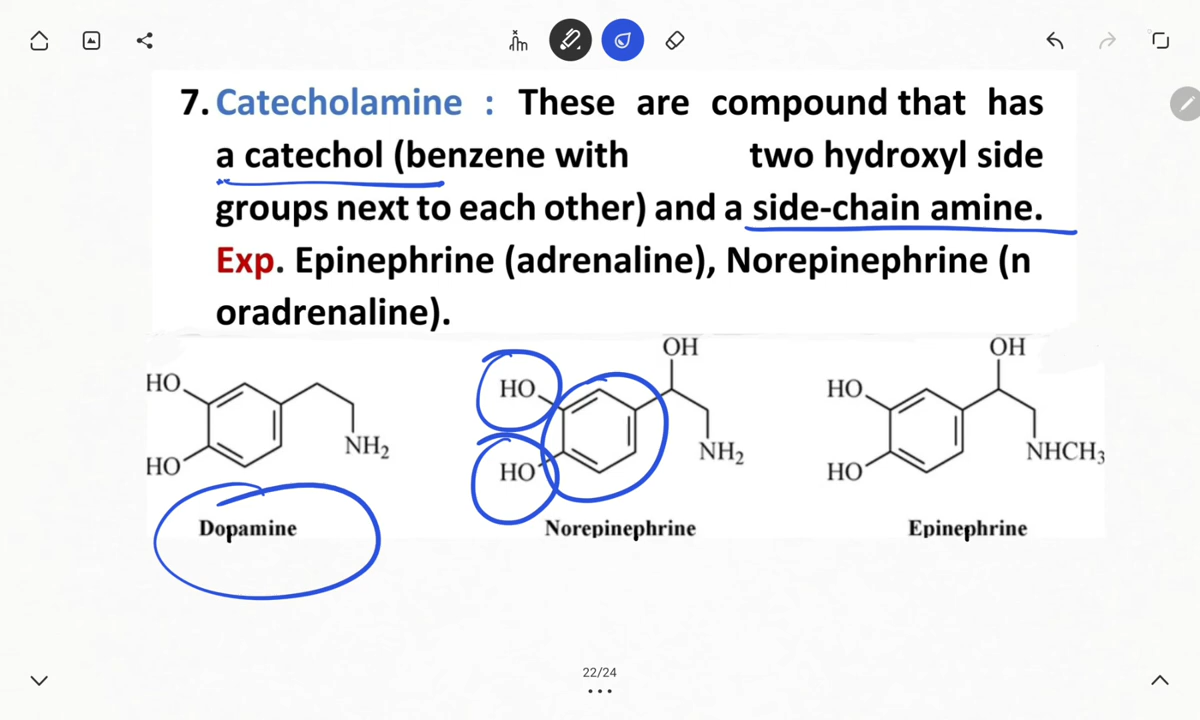 7. Catecholamine : These are compound that has
a catechol (benzene with two hydroxyl side
groups next to each other) and a side-chain amine.
Exp. Epinephrine (adrenaline), Norepinephrine (n
oradrenaline).
HO
HO
NH2
Dopamine
OH
HO
HO
NH2
Norepinephrine
OH
HO
HO
NHCH3
Epinephrine
22/24